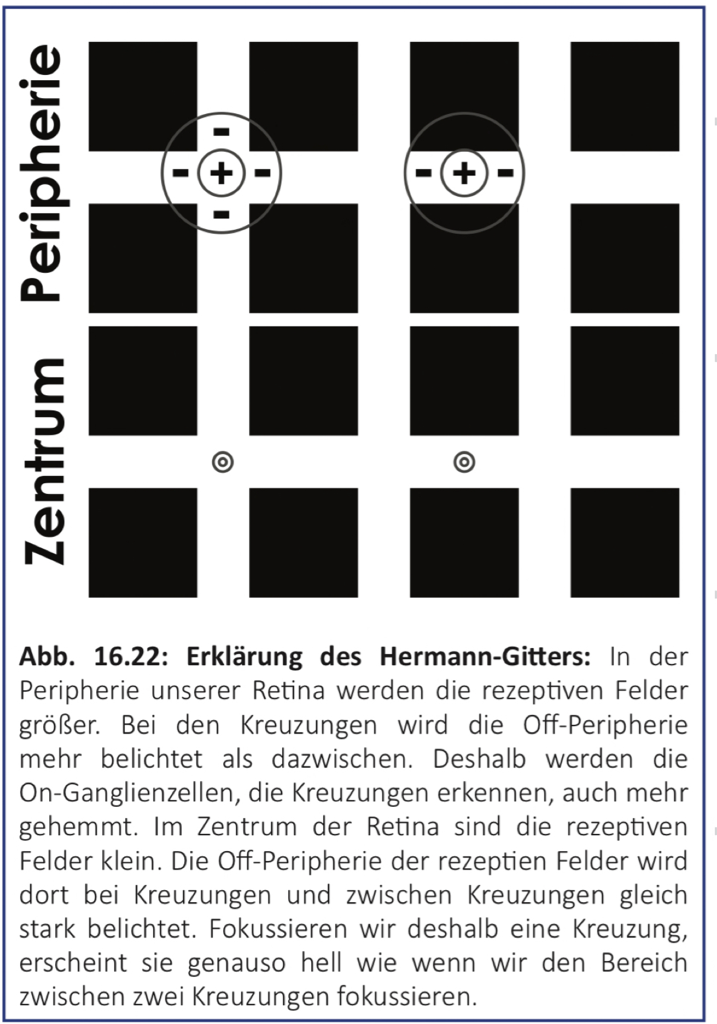 Peripherie
-
- + -
-
- + -
Zentrum
Abb. 16.22: Erklärung des Hermann-Gitters: In der
Peripherie unserer Retina werden die rezeptiven Felder
größer. Bei den Kreuzungen wird die Off-Peripherie
mehr belichtet als dazwischen. Deshalb werden die
On-Ganglienzellen, die Kreuzungen erkennen, auch mehr
gehemmt. Im Zentrum der Retina sind die rezeptiven
Felder klein. Die Off-Peripherie der rezeptien Felder wird
dort bei Kreuzungen und zwischen Kreuzungen gleich
stark belichtet. Fokussieren wir deshalb eine Kreuzung,
erscheint sie genauso hell wie wenn wir den Bereich
zwischen zwei Kreuzungen fokussieren.